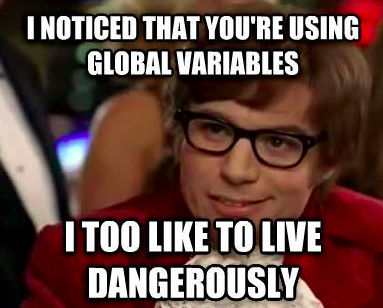 I NOTICED THAT YOU'RE USING
GLOBAL VARIABLES
I TOO LIKE TO LIVE
DANGEROUSLY